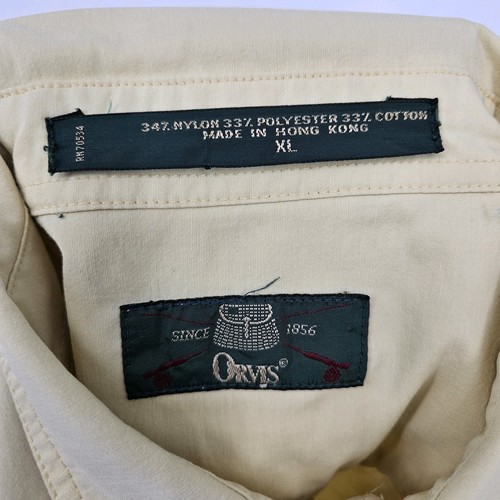 34% NYLON 33% POLYESTER 33% COTTON
MADE IN HONG KONG
XL
RN70534
SINCE 1856
ORVIS®